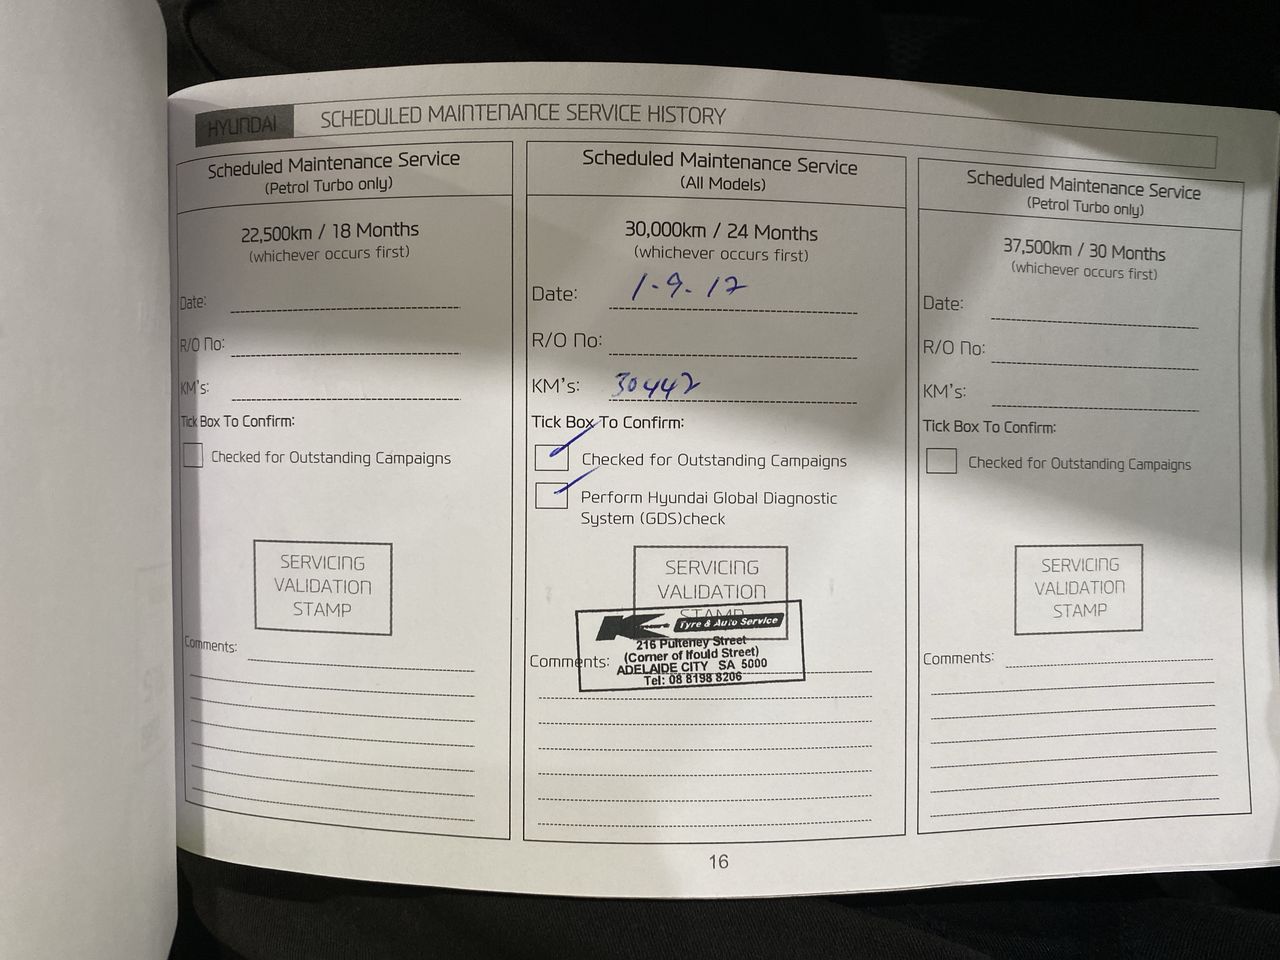 HYUNDAI
SCHEDULED MAINTENANCE SERVICE HISTORY
Scheduled Maintenance Service
(Petrol Turbo only)
22,500km / 18 Months
(whichever occurs first)
Date:
R/O No:
KM's:
Tick Box To Confirm:
Checked for Outstanding Campaigns
SERVICING
VALIDATION
STAMP
Comments:
Scheduled Maintenance Service
(All Models)
30,000km / 24 Months
(whichever occurs first)
Date: 1.9.17
R/O No:
KM's: 30442
Tick Box To Confirm:
Checked for Outstanding Campaigns
Perform Hyundai Global Diagnostic
System (GDS)check
SERVICING
VALIDATION
STAMP
K Tyre & Auto Service
216 Pulteney Street
(Corner of Ifould Street)
ADELAIDE CITY SA 5000
Tel: 08 8198 8206
Comments:
Scheduled Maintenance Service
(Petrol Turbo only)
37,500km / 30 Months
(whichever occurs first)
Date:
R/O No:
KM's:
Tick Box To Confirm:
Checked for Outstanding Campaigns
SERVICING
VALIDATION
STAMP
Comments:
16